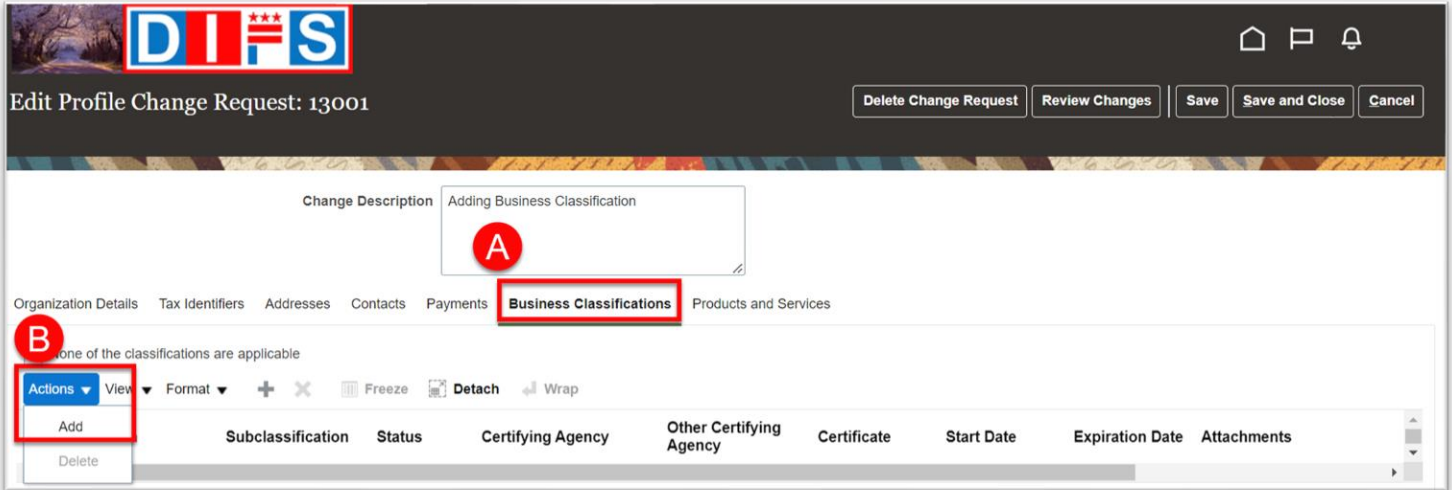 DIFS
Edit Profile Change Request: 13001
Delete Change Request Review Changes Save Save and Close Cancel
Change Description Adding Business Classification
A
Organization Details Tax Identifiers Addresses Contacts Payments Business Classifications Products and Services
B
one of the classifications are applicable
Actions View Format Freeze Detach Wrap
Add
Subclassification Status Certifying Agency Other Certifying Agency Certificate Start Date Expiration Date Attachments
Delete